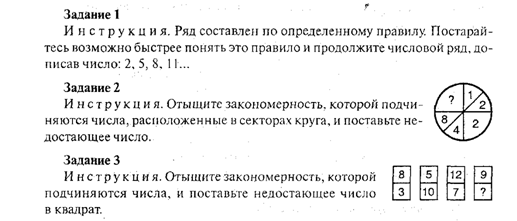 Задание 1
Инструкция. Ряд составлен по определенному правилу. Постарай-
тесь возможно быстрее понять это правило и продолжите числовой ряд, до-
писав число: 2, 5, 8, 11...
Задание 2
Инструкция. Отыщите закономерность, которой подчи-
няются числа, расположенные в секторах круга, и поставьте не-
достающее число.
? 1 2
8 4 2
Задание 3
Инструкция. Отыщите закономерность, которой
подчиняются числа, и поставьте недостающее число
в квадрат.
8 5 12 9
3 10 7 ?